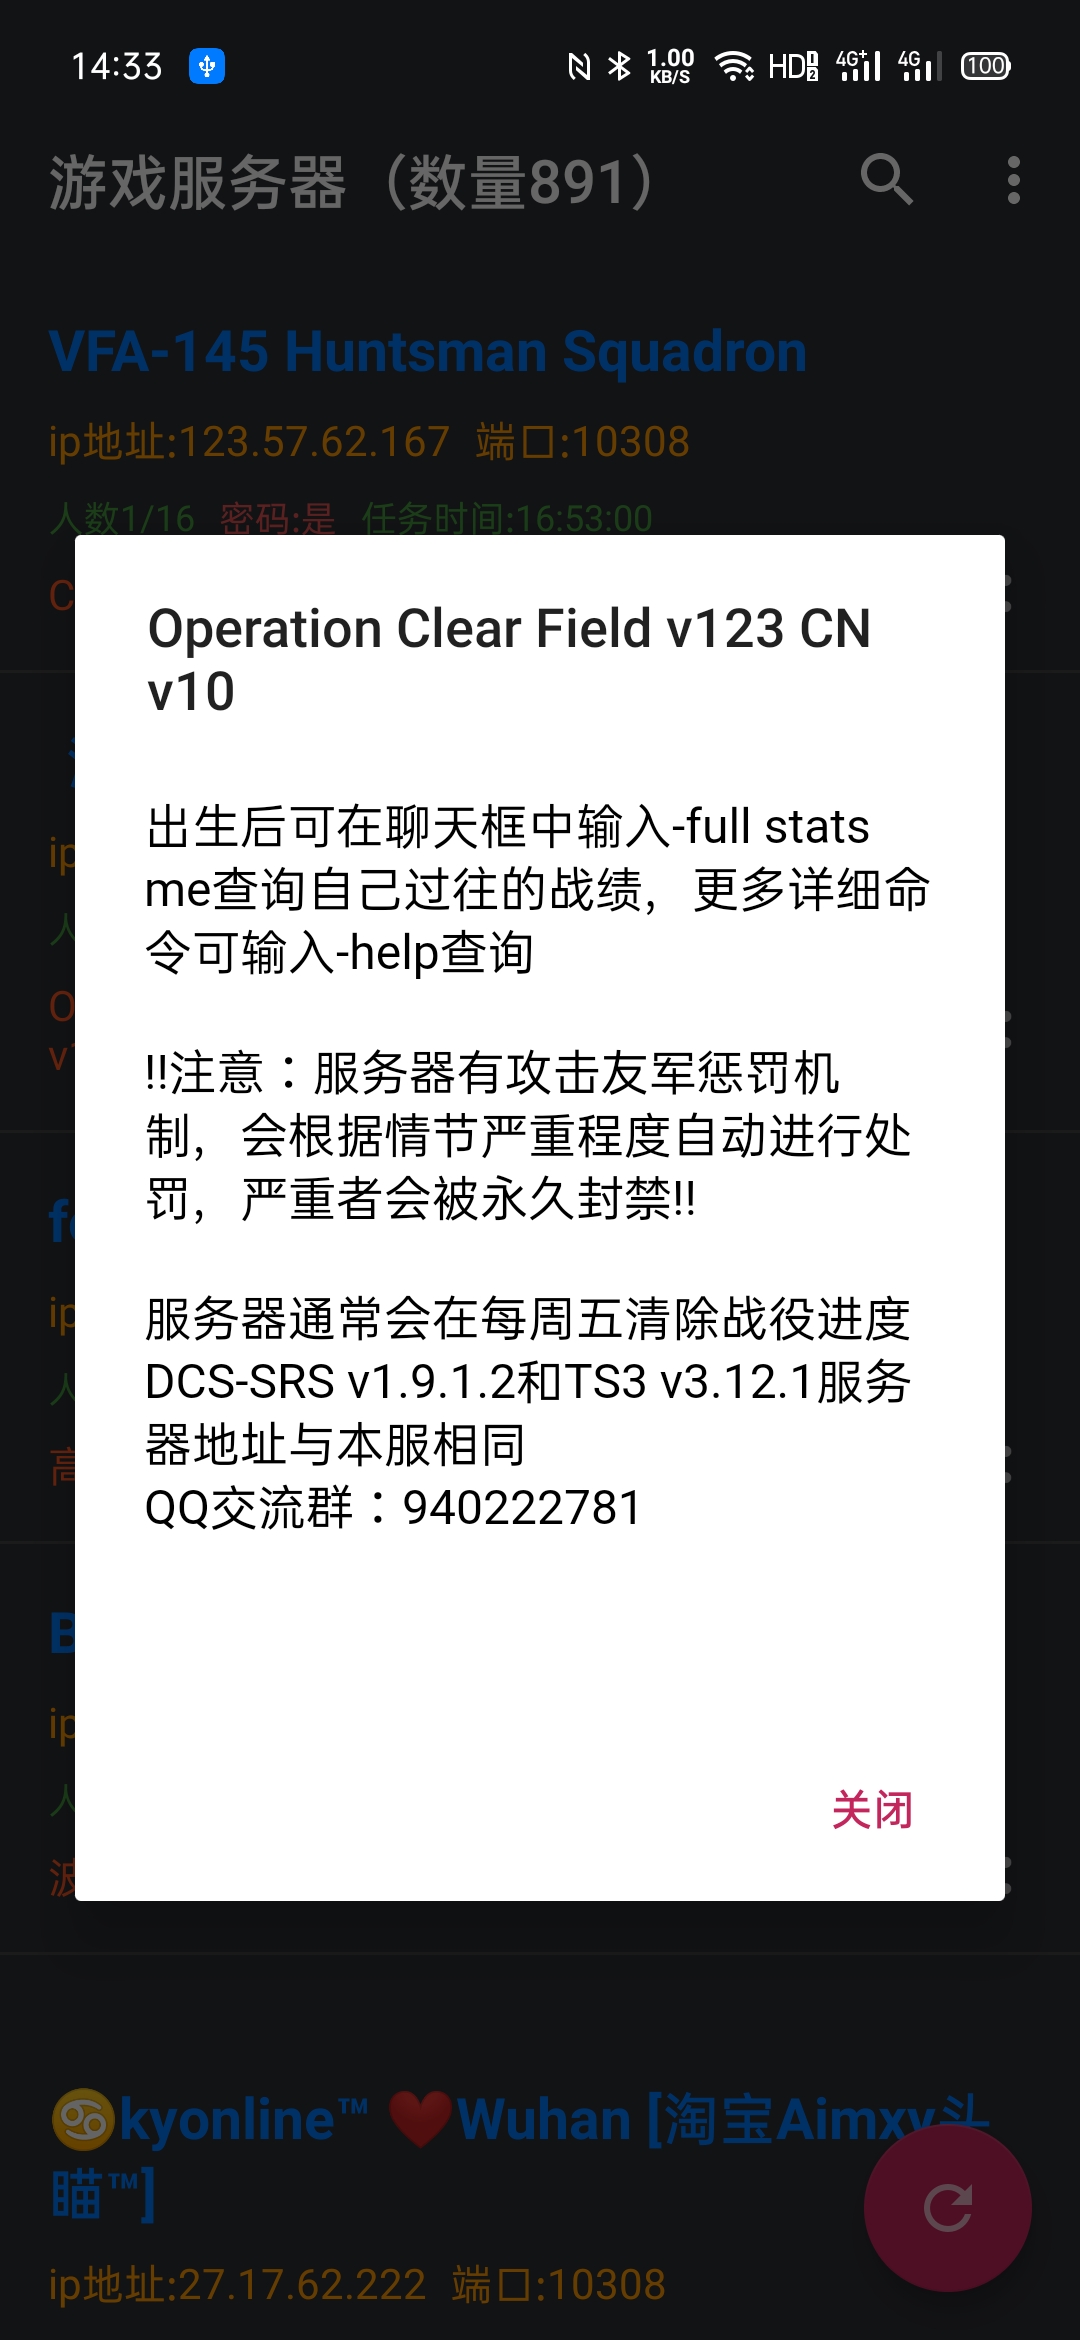 14:33
1.00
KB/S
HD
4G+
4G
100
游戏服务器（数量891）
VFA-145 Huntsman Squadron
ip地址:123.57.62.167 端口:10308
人数1/16 密码:是 任务时间:16:53:00
C
Operation Clear Field v123 CN
v10
出生后可在聊天框中输入-full stats
me查询自己过往的战绩，更多详细命
令可输入-help查询
!!注意：服务器有攻击友军惩罚机
制，会根据情节严重程度自动进行处
罚，严重者会被永久封禁!!
服务器通常会在每周五清除战役进度
DCS-SRS v1.9.1.2和TS3 v3.12.1服务
器地址与本服相同
QQ交流群：940222781
关闭
♋kyonline™ ❤️Wuhan [淘宝Aimxy头
瞄™]
ip地址:27.17.62.222 端口:10308